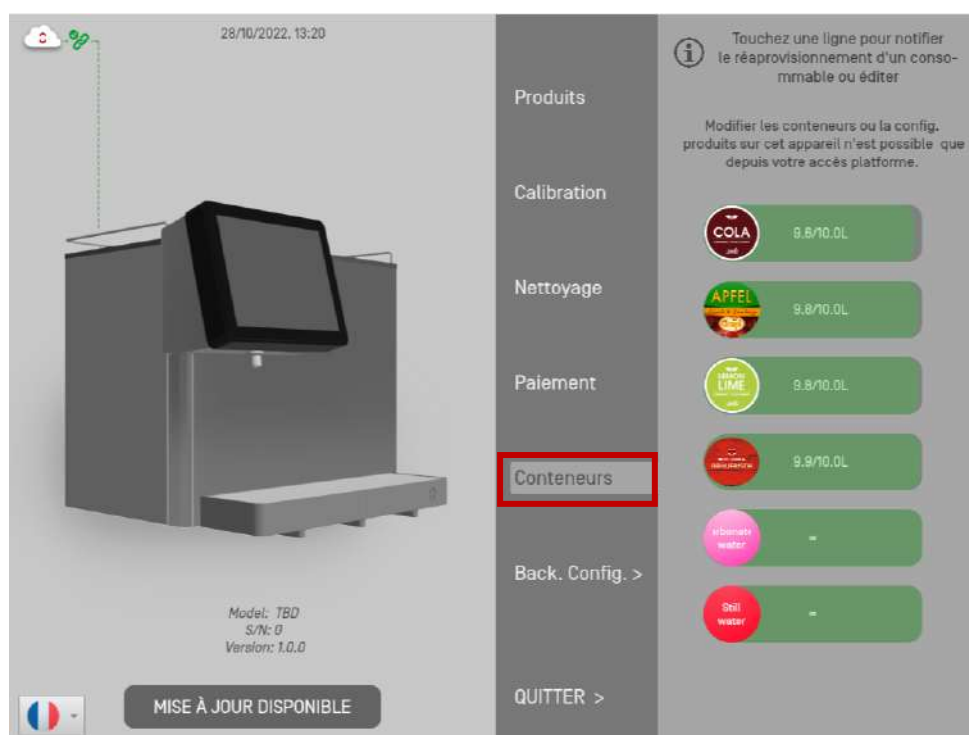 28/10/2022, 13:20
Model: TBD
S/N: 0
Version: 1.0.0
MISE À JOUR DISPONIBLE
Produits
Calibration
Nettoyage
Paiement
Conteneurs
Back. Config. >
QUITTER >
Touchez une ligne pour notifier
le réaprovisionnement d'un conso-
mmable ou éditer
Modifier les conteneurs ou la config.
produits sur cet appareil n'est possible que
depuis votre accès platforme.
COLA
9.8/10.0L
APFEL
9.8/10.0L
LEMON
LIME
9.8/10.0L
9.9/10.0L
water
-
Still
water
-